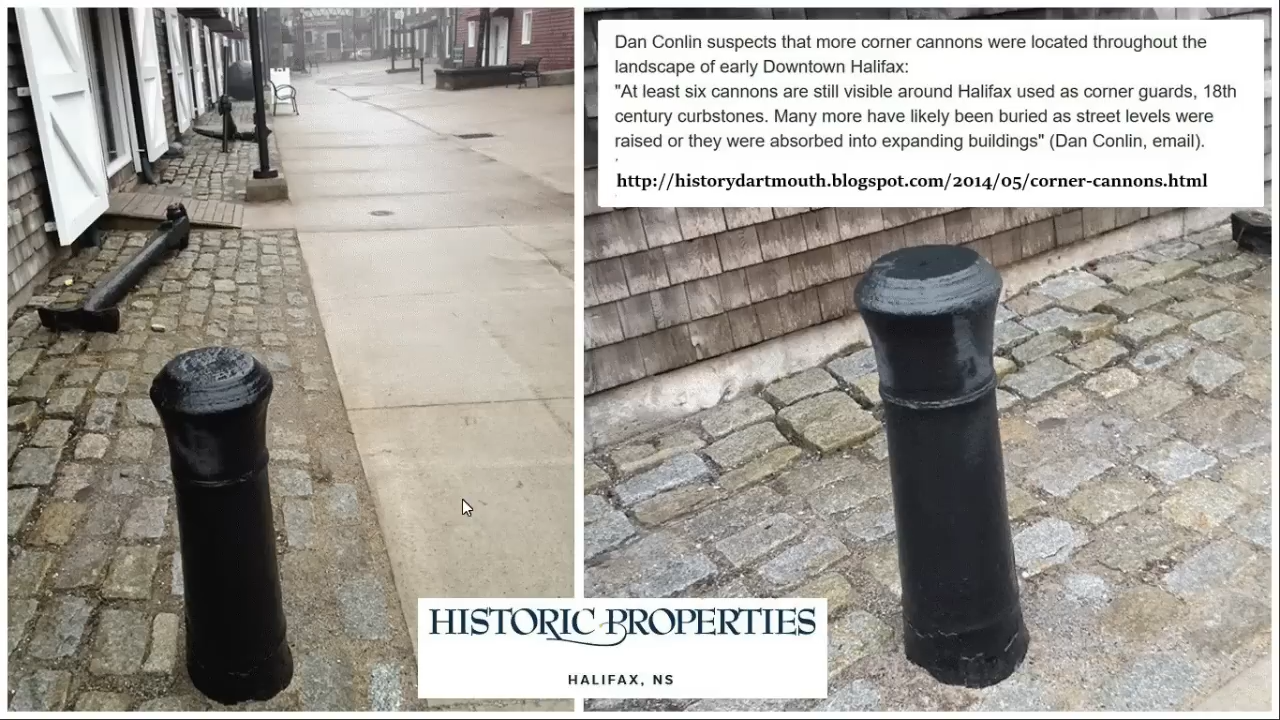 Dan Conlin suspects that more corner cannons were located throughout the
landscape of early Downtown Halifax:
"At least six cannons are still visible around Halifax used as corner guards, 18th
century curbstones. Many more have likely been buried as street levels were
raised or they were absorbed into expanding buildings" (Dan Conlin, email).
http://historydartmouth.blogspot.com/2014/05/corner-cannons.html
HISTORIC PROPERTIES
HALIFAX, NS